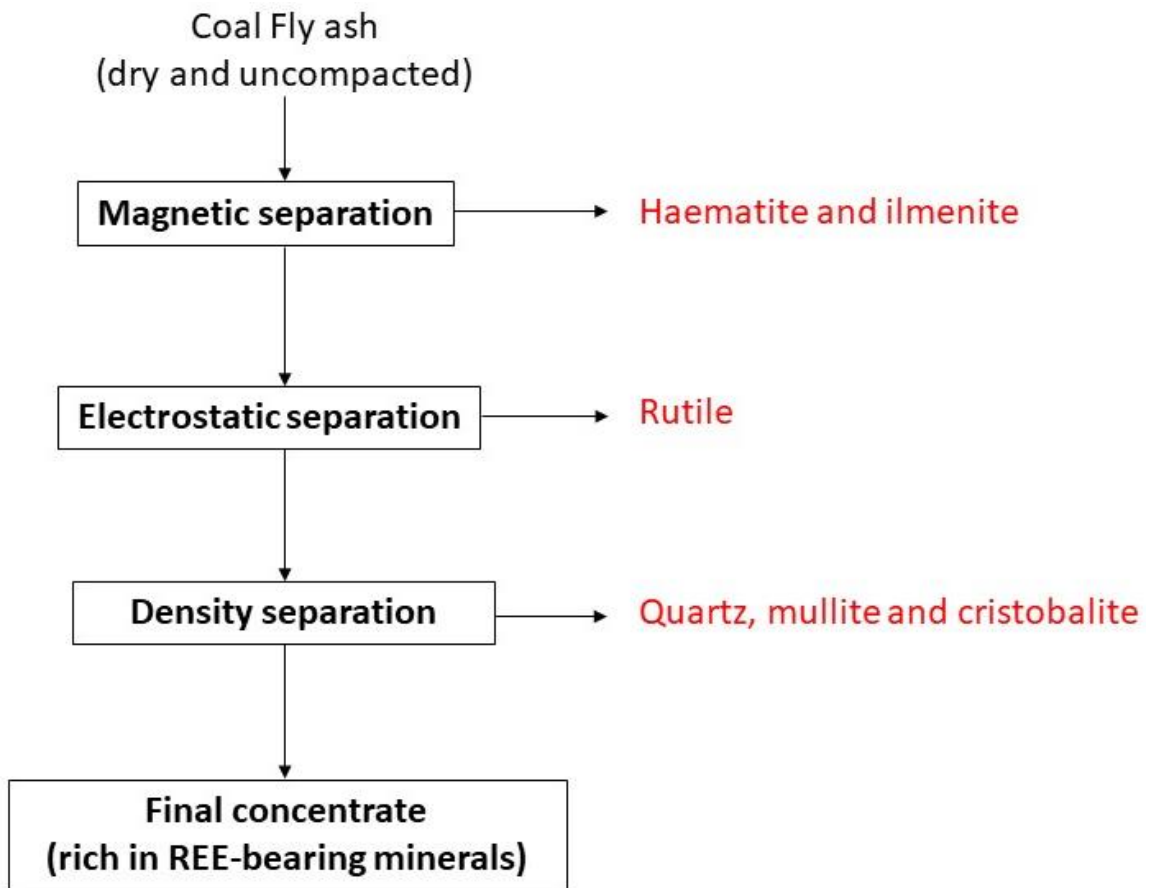 Coal Fly ash
(dry and uncompacted)
Magnetic separation
Haematite and ilmenite
Electrostatic separation
Rutile
Density separation
Quartz, mullite and cristobalite
Final concentrate
(rich in REE-bearing minerals)